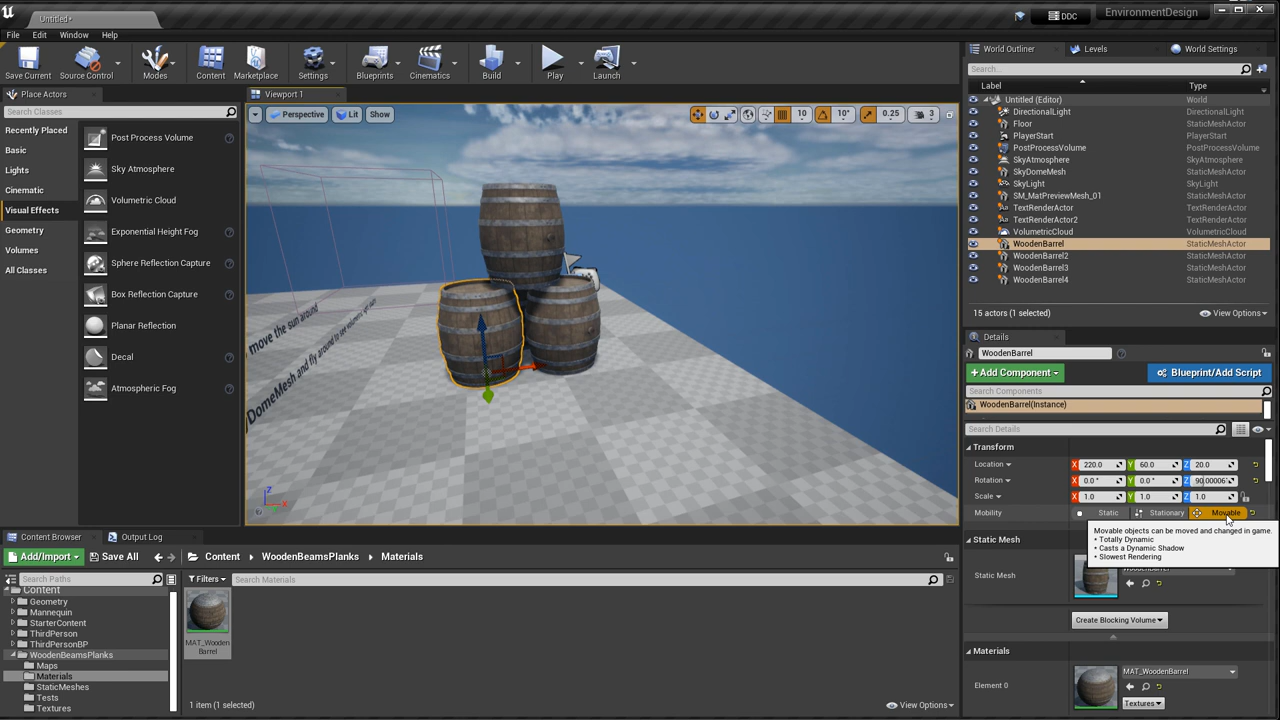 Untitled*
DDC
EnvironmentDesign
File
Edit
Window
Help
Save Current
Source Control
Modes
Content
Marketplace
Settings
Blueprints
Cinematics
Build
Play
Launch
World Outliner
Levels
World Settings
Place Actors
Viewport 1
Search...
Search Classes
Perspective
Lit
Show
10
10°
0.25
3
Label
Type
Untitled (Editor)
World
DirectionalLight
DirectionalLight
Floor
StaticMeshActor
PlayerStart
PlayerStart
PostProcessVolume
PostProcessVolume
SkyAtmosphere
SkyAtmosphere
SkyDomeMesh
StaticMeshActor
SkyLight
SkyLight
SM_MatPreviewMesh_01
StaticMeshActor
TextRenderActor
TextRenderActor
TextRenderActor2
TextRenderActor
VolumetricCloud
VolumetricCloud
WoodenBarrel
StaticMeshActor
WoodenBarrel2
StaticMeshActor
WoodenBarrel3
StaticMeshActor
WoodenBarrel4
StaticMeshActor
15 actors (1 selected)
View Options
Recently Placed
Basic
Lights
Cinematic
Visual Effects
Geometry
Volumes
All Classes
Post Process Volume
Sky Atmosphere
Volumetric Cloud
Exponential Height Fog
Sphere Reflection Capture
Box Reflection Capture
Planar Reflection
Decal
Atmospheric Fog
move the sun around
DomeMesh and fly around to see volumetric
Z
X
Details
WoodenBarrel
+Add Component
Blueprint/Add Script
Search Components
WoodenBarrel(Instance)
Search Details
Transform
Location
X 220.0 Y 60.0 Z 20.0
Rotation
X 0.0 ° Y 0.0 ° Z 90.00006°
Scale
X 1.0 Y 1.0 Z 1.0
Mobility
Static
Stationary
Movable
Movable objects can be moved and changed in game.
• Totally Dynamic
• Casts a Dynamic Shadow
• Slowest Rendering
Static Mesh
Static Mesh
Create Blocking Volume
Materials
Element 0
MAT_WoodenBarrel
Textures
Content Browser
Output Log
Add/Import
Save All
Content
WoodenBeamsPlanks
Materials
Search Paths
Filters
Search Materials
Content
Geometry
Mannequin
StarterContent
ThirdPerson
ThirdPersonBP
WoodenBeamsPlanks
Maps
Materials
StaticMeshes
Tests
Textures
MAT_Wooden
Barrel
1 item (1 selected)
View Options